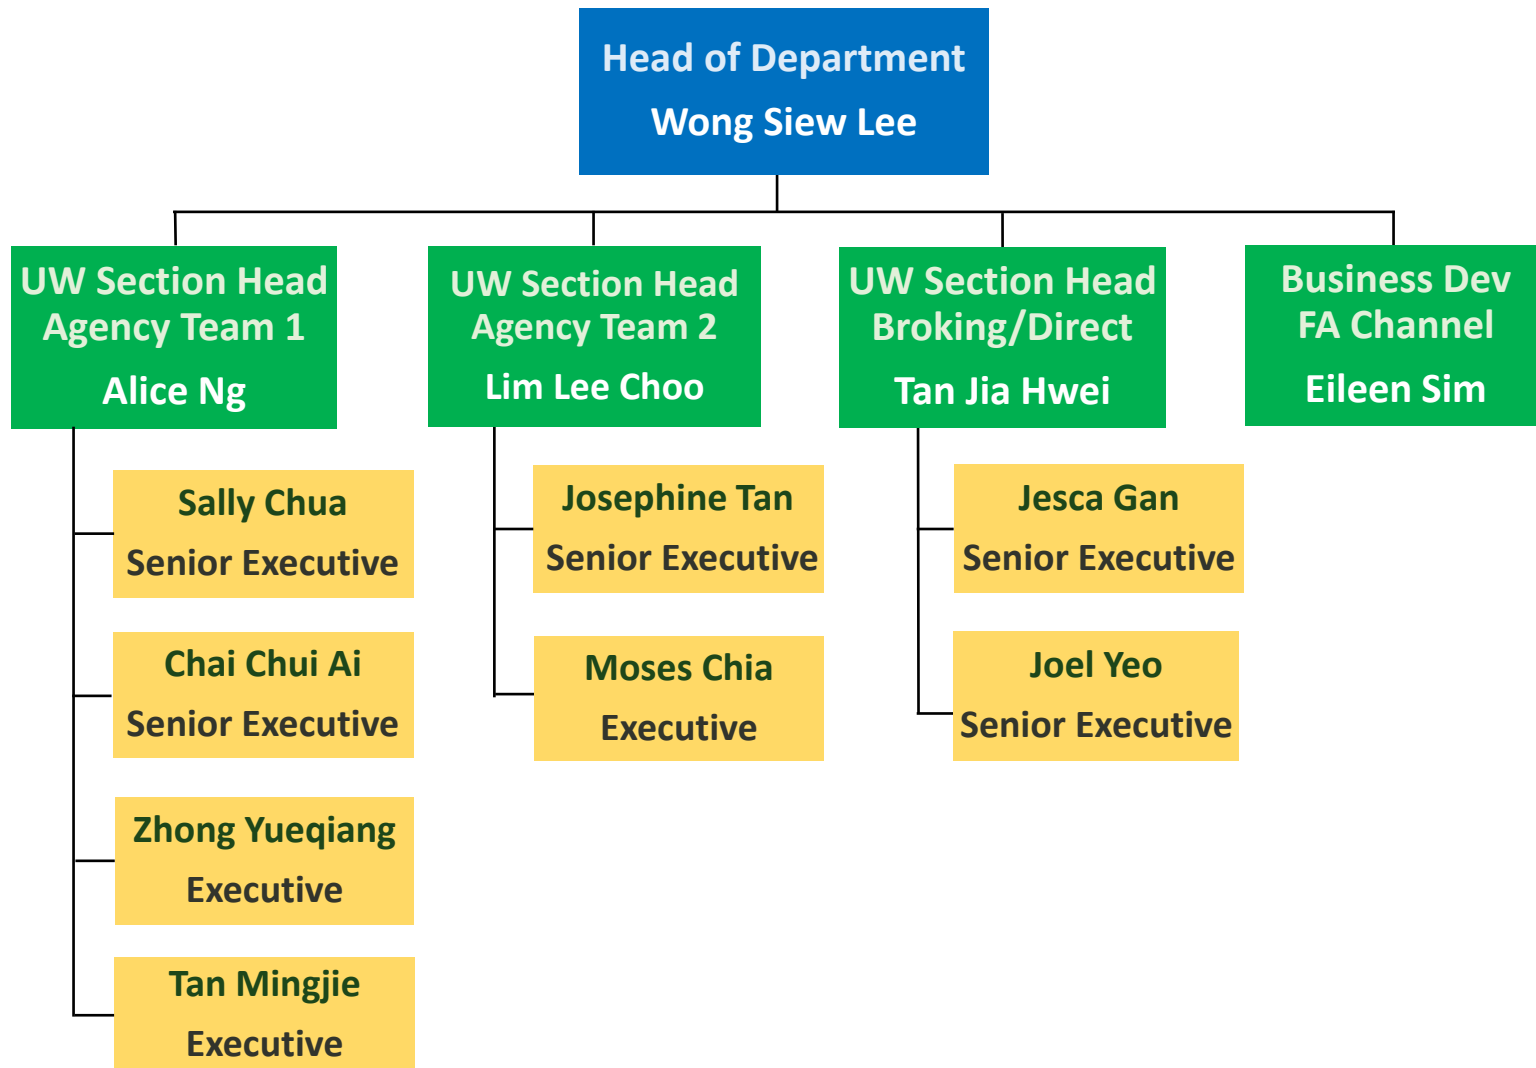 Head of Department
Wong Siew Lee
UW Section Head
Agency Team 1
Alice Ng
UW Section Head
Agency Team 2
Lim Lee Choo
UW Section Head
Broking/Direct
Tan Jia Hwei
Business Dev
FA Channel
Eileen Sim
Sally Chua
Senior Executive
Chai Chui Ai
Senior Executive
Zhong Yueqiang
Executive
Tan Mingjie
Executive
Josephine Tan
Senior Executive
Moses Chia
Executive
Jesca Gan
Senior Executive
Joel Yeo
Senior Executive